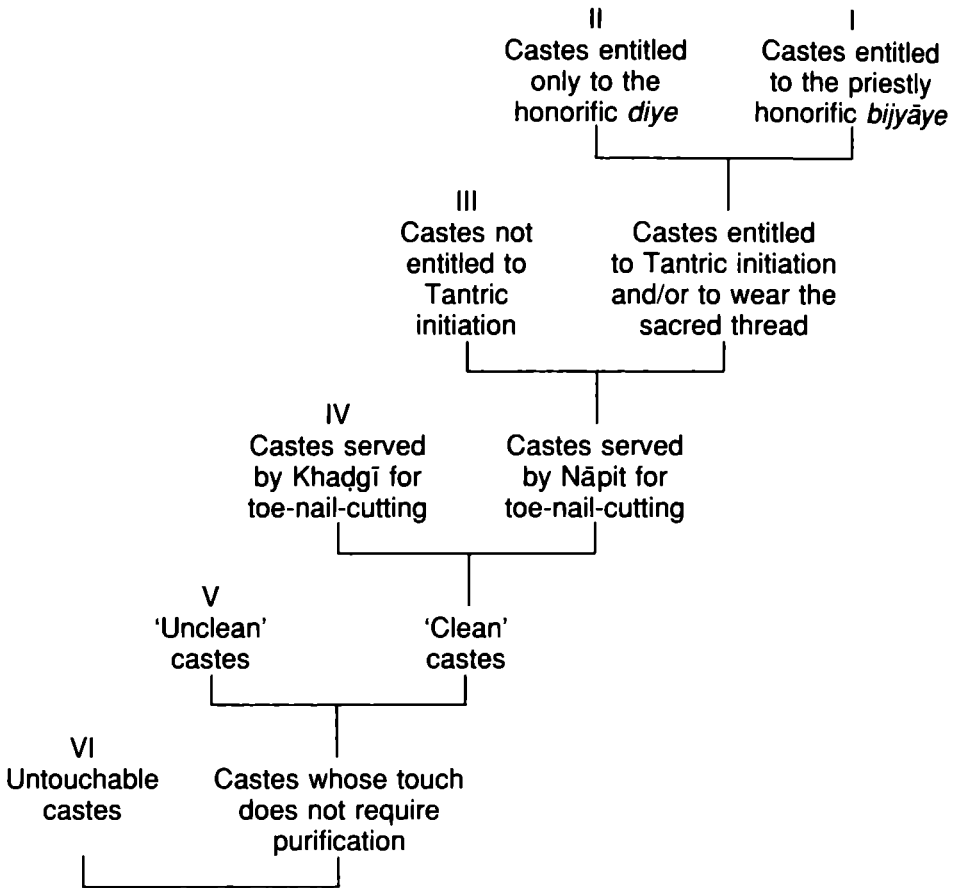 II
Castes entitled
only to the
honorific diye
I
Castes entitled
to the priestly
honorific bijyāye
III
Castes not
entitled to
Tantric
initiation
Castes entitled
to Tantric initiation
and/or to wear the
sacred thread
IV
Castes served
by Khaḍgī for
toe-nail-cutting
Castes served
by Nāpit for
toe-nail-cutting
V
‘Unclean’
castes
‘Clean’
castes
VI
Untouchable
castes
Castes whose touch
does not require
purification